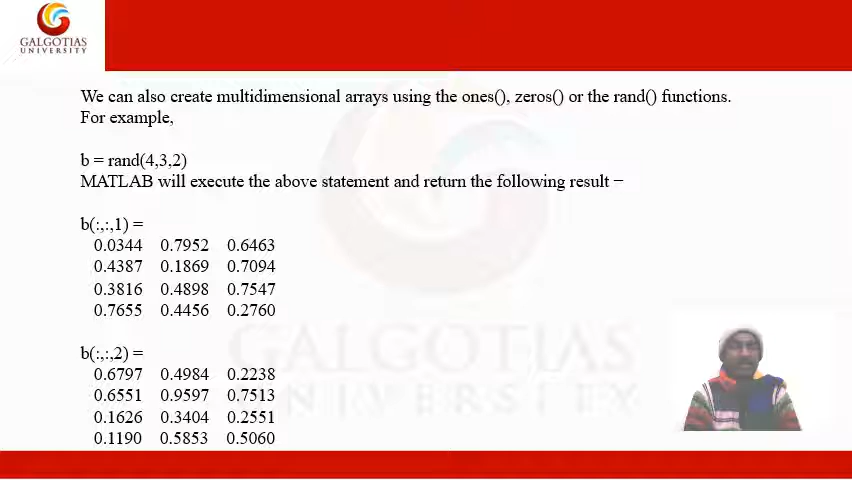 GALGOTIAS
UNIVERSITY
We can also create multidimensional arrays using the ones(), zeros() or the rand() functions.
For example,
b = rand(4,3,2)
MATLAB will execute the above statement and return the following result −
b(:,:,1) =
0.0344 0.7952 0.6463
0.4387 0.1869 0.7094
0.3816 0.4898 0.7547
0.7655 0.4456 0.2760
b(:,:,2) =
0.6797 0.4984 0.2238
0.6551 0.9597 0.7513
0.1626 0.3404 0.2551
0.1190 0.5853 0.5060
GALGOTIAS
UNIVERSITY